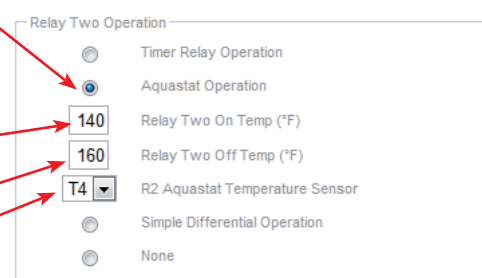 Relay Two Operation
Timer Relay Operation
Aquastat Operation
140 Relay Two On Temp (°F)
160 Relay Two Off Temp (°F)
T4 R2 Aquastat Temperature Sensor
Simple Differential Operation
None